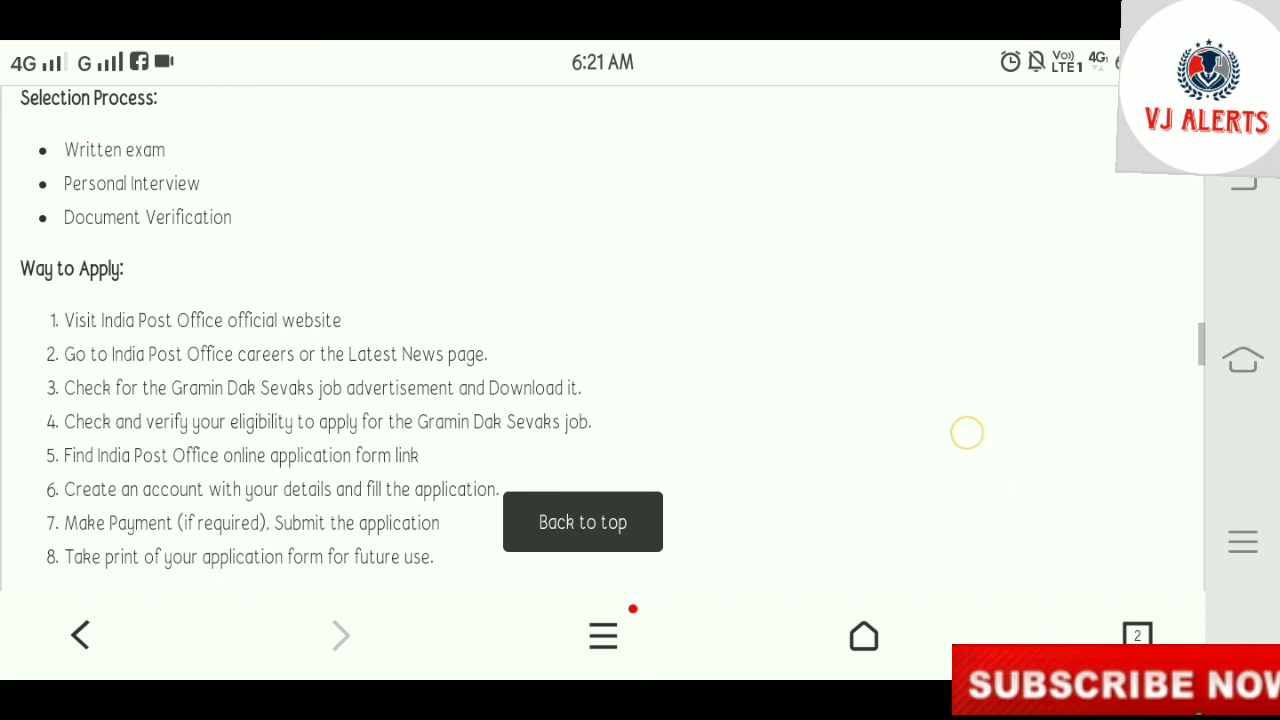 4G G 6:21 AM Vo)) LTE1 4G
VJ ALERTS
Selection Process:
Written exam
Personal Interview
Document Verification
Way to Apply:
1. Visit India Post Office official website
2. Go to India Post Office careers or the Latest News page.
3. Check for the Gramin Dak Sevaks job advertisement and Download it.
4. Check and verify your eligibility to apply for the Gramin Dak Sevaks job.
5. Find India Post Office online application form link
6. Create an account with your details and fill the application.
7. Make Payment (if required), Submit the application
8. Take print of your application form for future use.
Back to top
2
SUBSCRIBE NOW